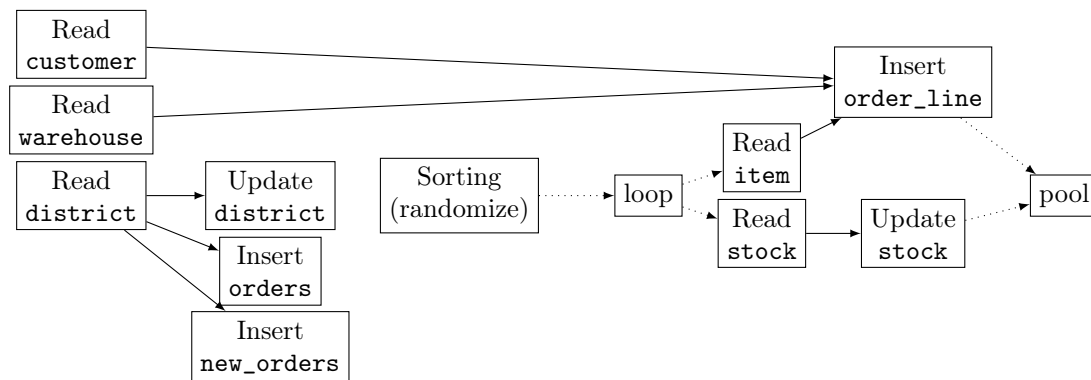 Read
customer
Read
warehouse
Read
district
Update
district
Insert
orders
Insert
new_orders
Sorting
(randomize)
loop
Read
item
Read
stock
Update
stock
Insert
order_line
pool